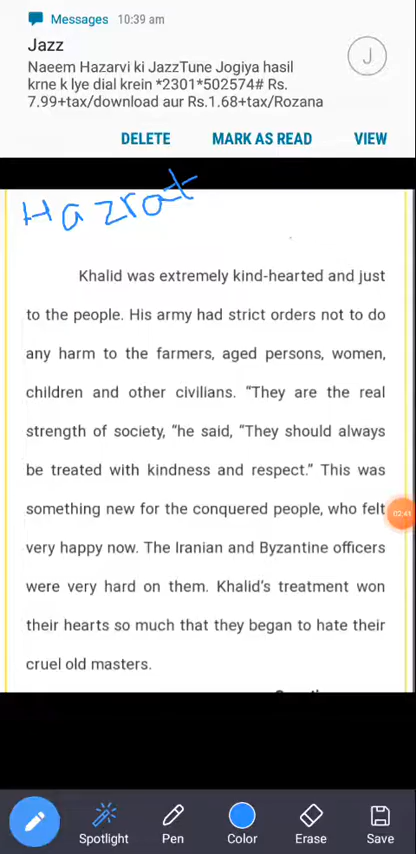 Messages 10:39 am
Jazz
J
Naeem Hazarvi ki JazzTune Jogiya hasil
krne k lye dial krein *2301*502574# Rs.
7.99+tax/download aur Rs.1.68+tax/Rozana
DELETE MARK AS READ VIEW
Hazrat
Khalid was extremely kind-hearted and just
to the people. His army had strict orders not to do
any harm to the farmers, aged persons, women,
children and other civilians. “They are the real
strength of society, “he said, “They should always
be treated with kindness and respect.” This was
something new for the conquered people, who felt
02:41
very happy now. The Iranian and Byzantine officers
were very hard on them. Khalid’s treatment won
their hearts so much that they began to hate their
cruel old masters.
Spotlight Pen Color Erase Save